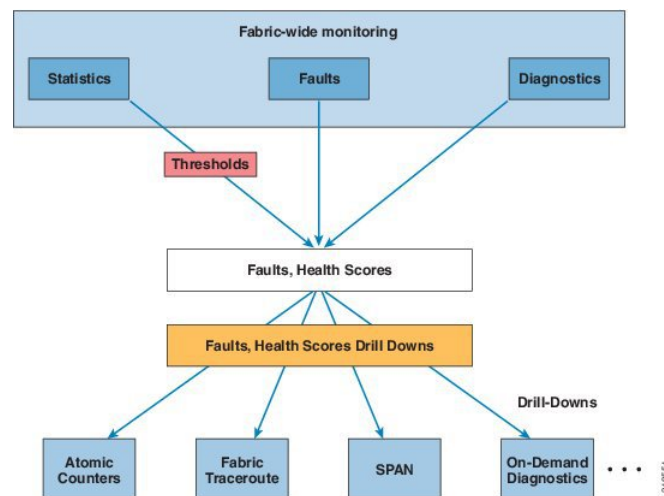 Fabric-wide monitoring
Statistics
Faults
Diagnostics
Thresholds
Faults, Health Scores
Faults, Health Scores Drill Downs
Drill-Downs
Atomic
Counters
Fabric
Traceroute
SPAN
On-Demand
Diagnostics
• • •